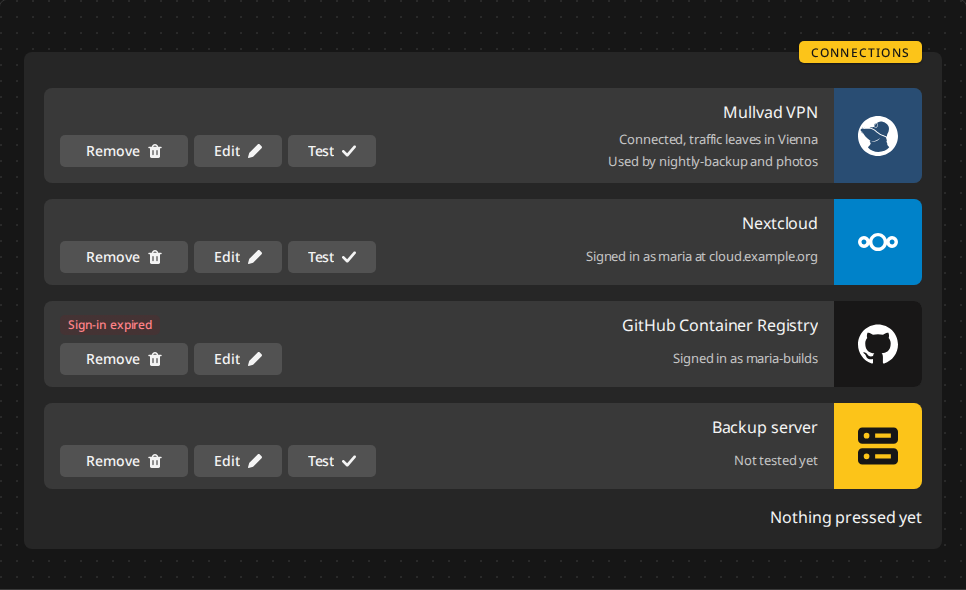 CONNECTIONS
Mullvad VPN
Connected, traffic leaves in Vienna
Used by nightly-backup and photos
Remove Edit Test
Nextcloud
Signed in as maria at cloud.example.org
Remove Edit Test
Sign-in expired
GitHub Container Registry
Signed in as maria-builds
Remove Edit
Backup server
Not tested yet
Remove Edit Test
Nothing pressed yet